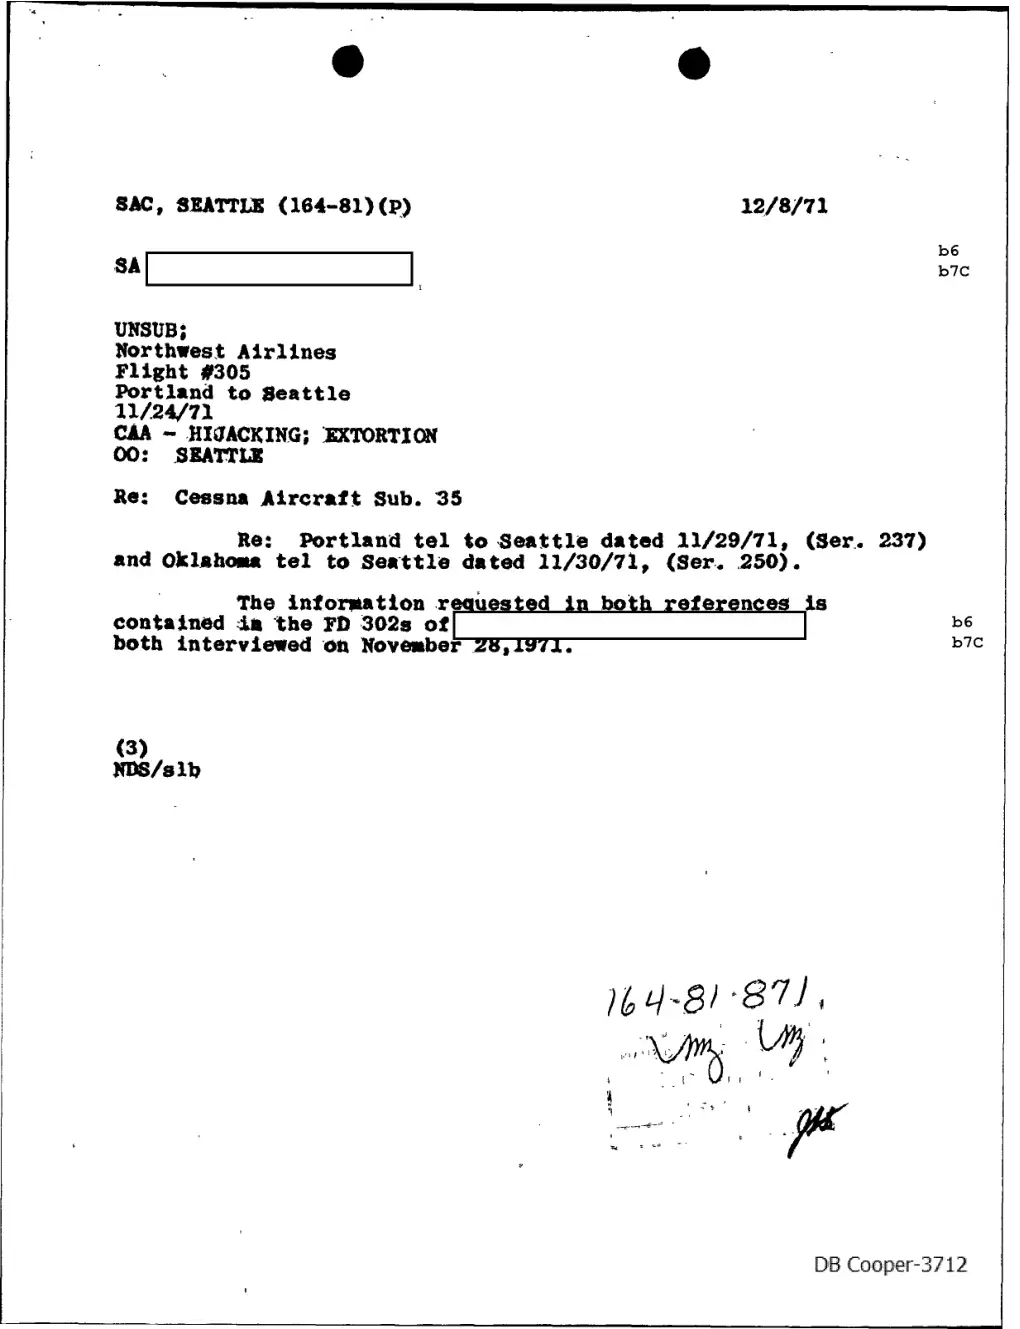 SAC, SEATTLE (164-81)(P) 12/8/71
b6
SA
b7C
UNSUB;
Northwest Airlines
Flight #305
Portland to Seattle
11/24/71
CAA - HIJACKING; EXTORTION
OO: SEATTLE
Re: Cessna Aircraft Sub. 35
Re: Portland tel to Seattle dated 11/29/71, (Ser. 237)
and Oklahoma tel to Seattle dated 11/30/71, (Ser. 250).
The information requested in both references is
contained in the FD 302s of b6
both interviewed on November 28,1971. b7C
(3)
NDS/slb
164-81-871
DB Cooper-3712